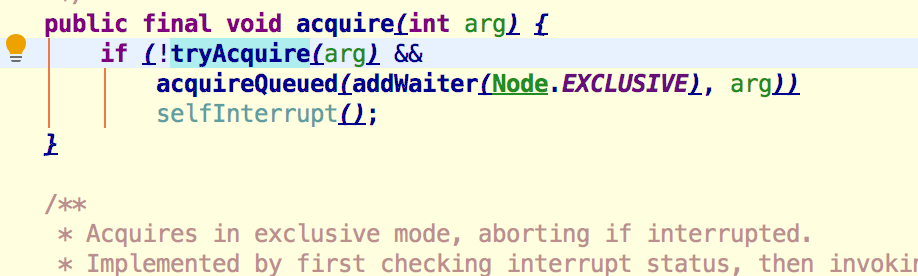 public final void acquire(int arg) {
if (!tryAcquire(arg) &&
acquireQueued(addWaiter(Node.EXCLUSIVE), arg))
selfInterrupt();
}
/**
* Acquires in exclusive mode, aborting if interrupted.
* Implemented by first checking interrupt status, then